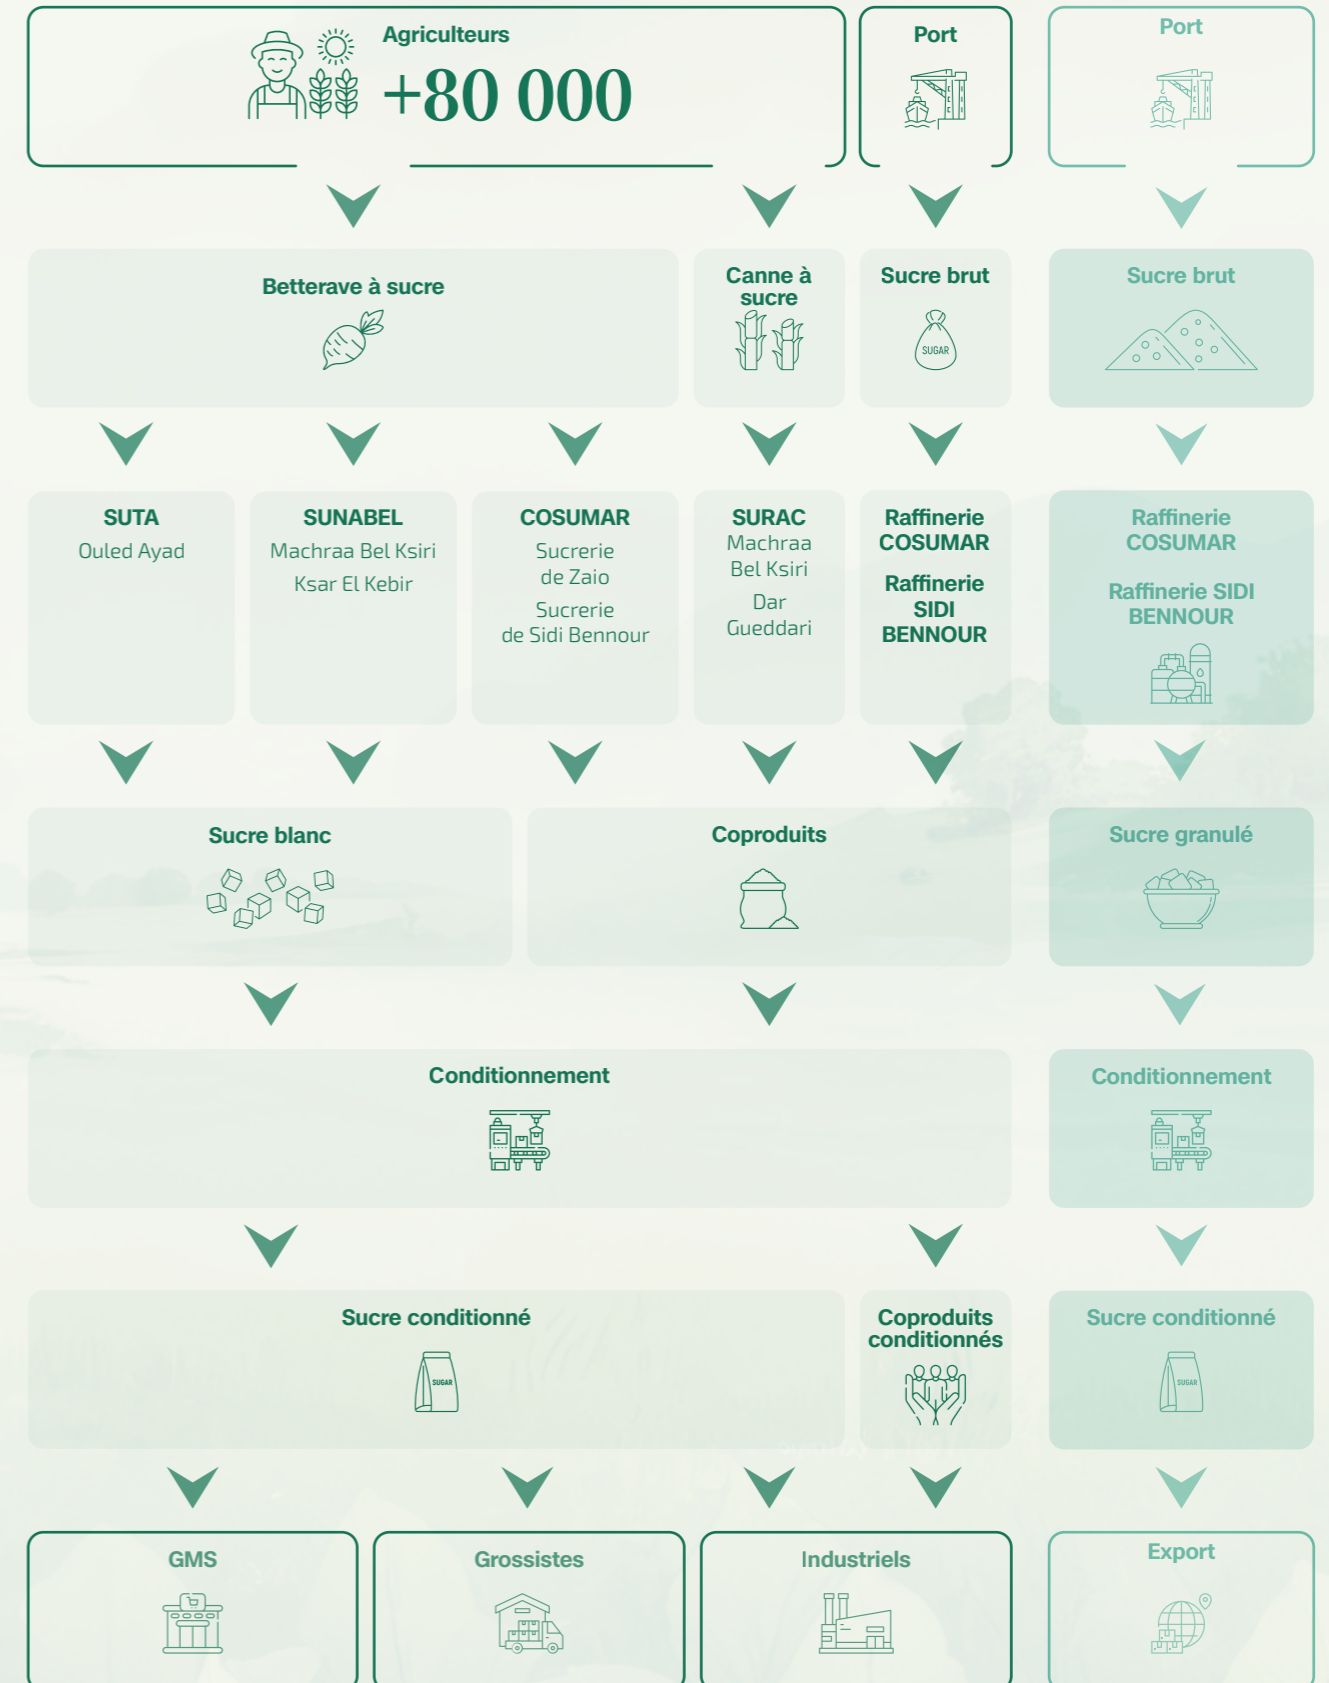 Agriculteurs
+80 000
Port
Port
Betterave à sucre
Canne à
sucre
Sucre brut
SUGAR
Sucre brut
SUTA
Ouled Ayad
SUNABEL
Machraa Bel Ksiri
Ksar El Kebir
COSUMAR
Sucrerie
de Zaio
Sucrerie
de Sidi Bennour
SURAC
Machraa
Bel Ksiri
Dar
Gueddari
Raffinerie
COSUMAR
Raffinerie
SIDI
BENNOUR
Raffinerie
COSUMAR
Raffinerie SIDI
BENNOUR
Sucre blanc
Coproduits
Sucre granulé
Conditionnement
Conditionnement
Sucre conditionné
SUGAR
Coproduits
conditionnés
Sucre conditionné
SUGAR
GMS
Grossistes
Industriels
Export